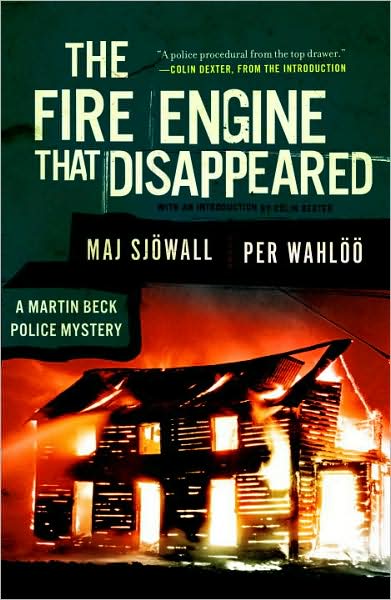 “A police procedural from the top drawer.”
—COLIN DEXTER, FROM THE INTRODUCTION
THE
FIRE ENGINE
THAT DISAPPEARED
WITH AN INTRODUCTION BY COLIN DEXTER
MAJ SJÖWALL
PER WAHLÖÖ
A MARTIN BECK
POLICE MYSTERY